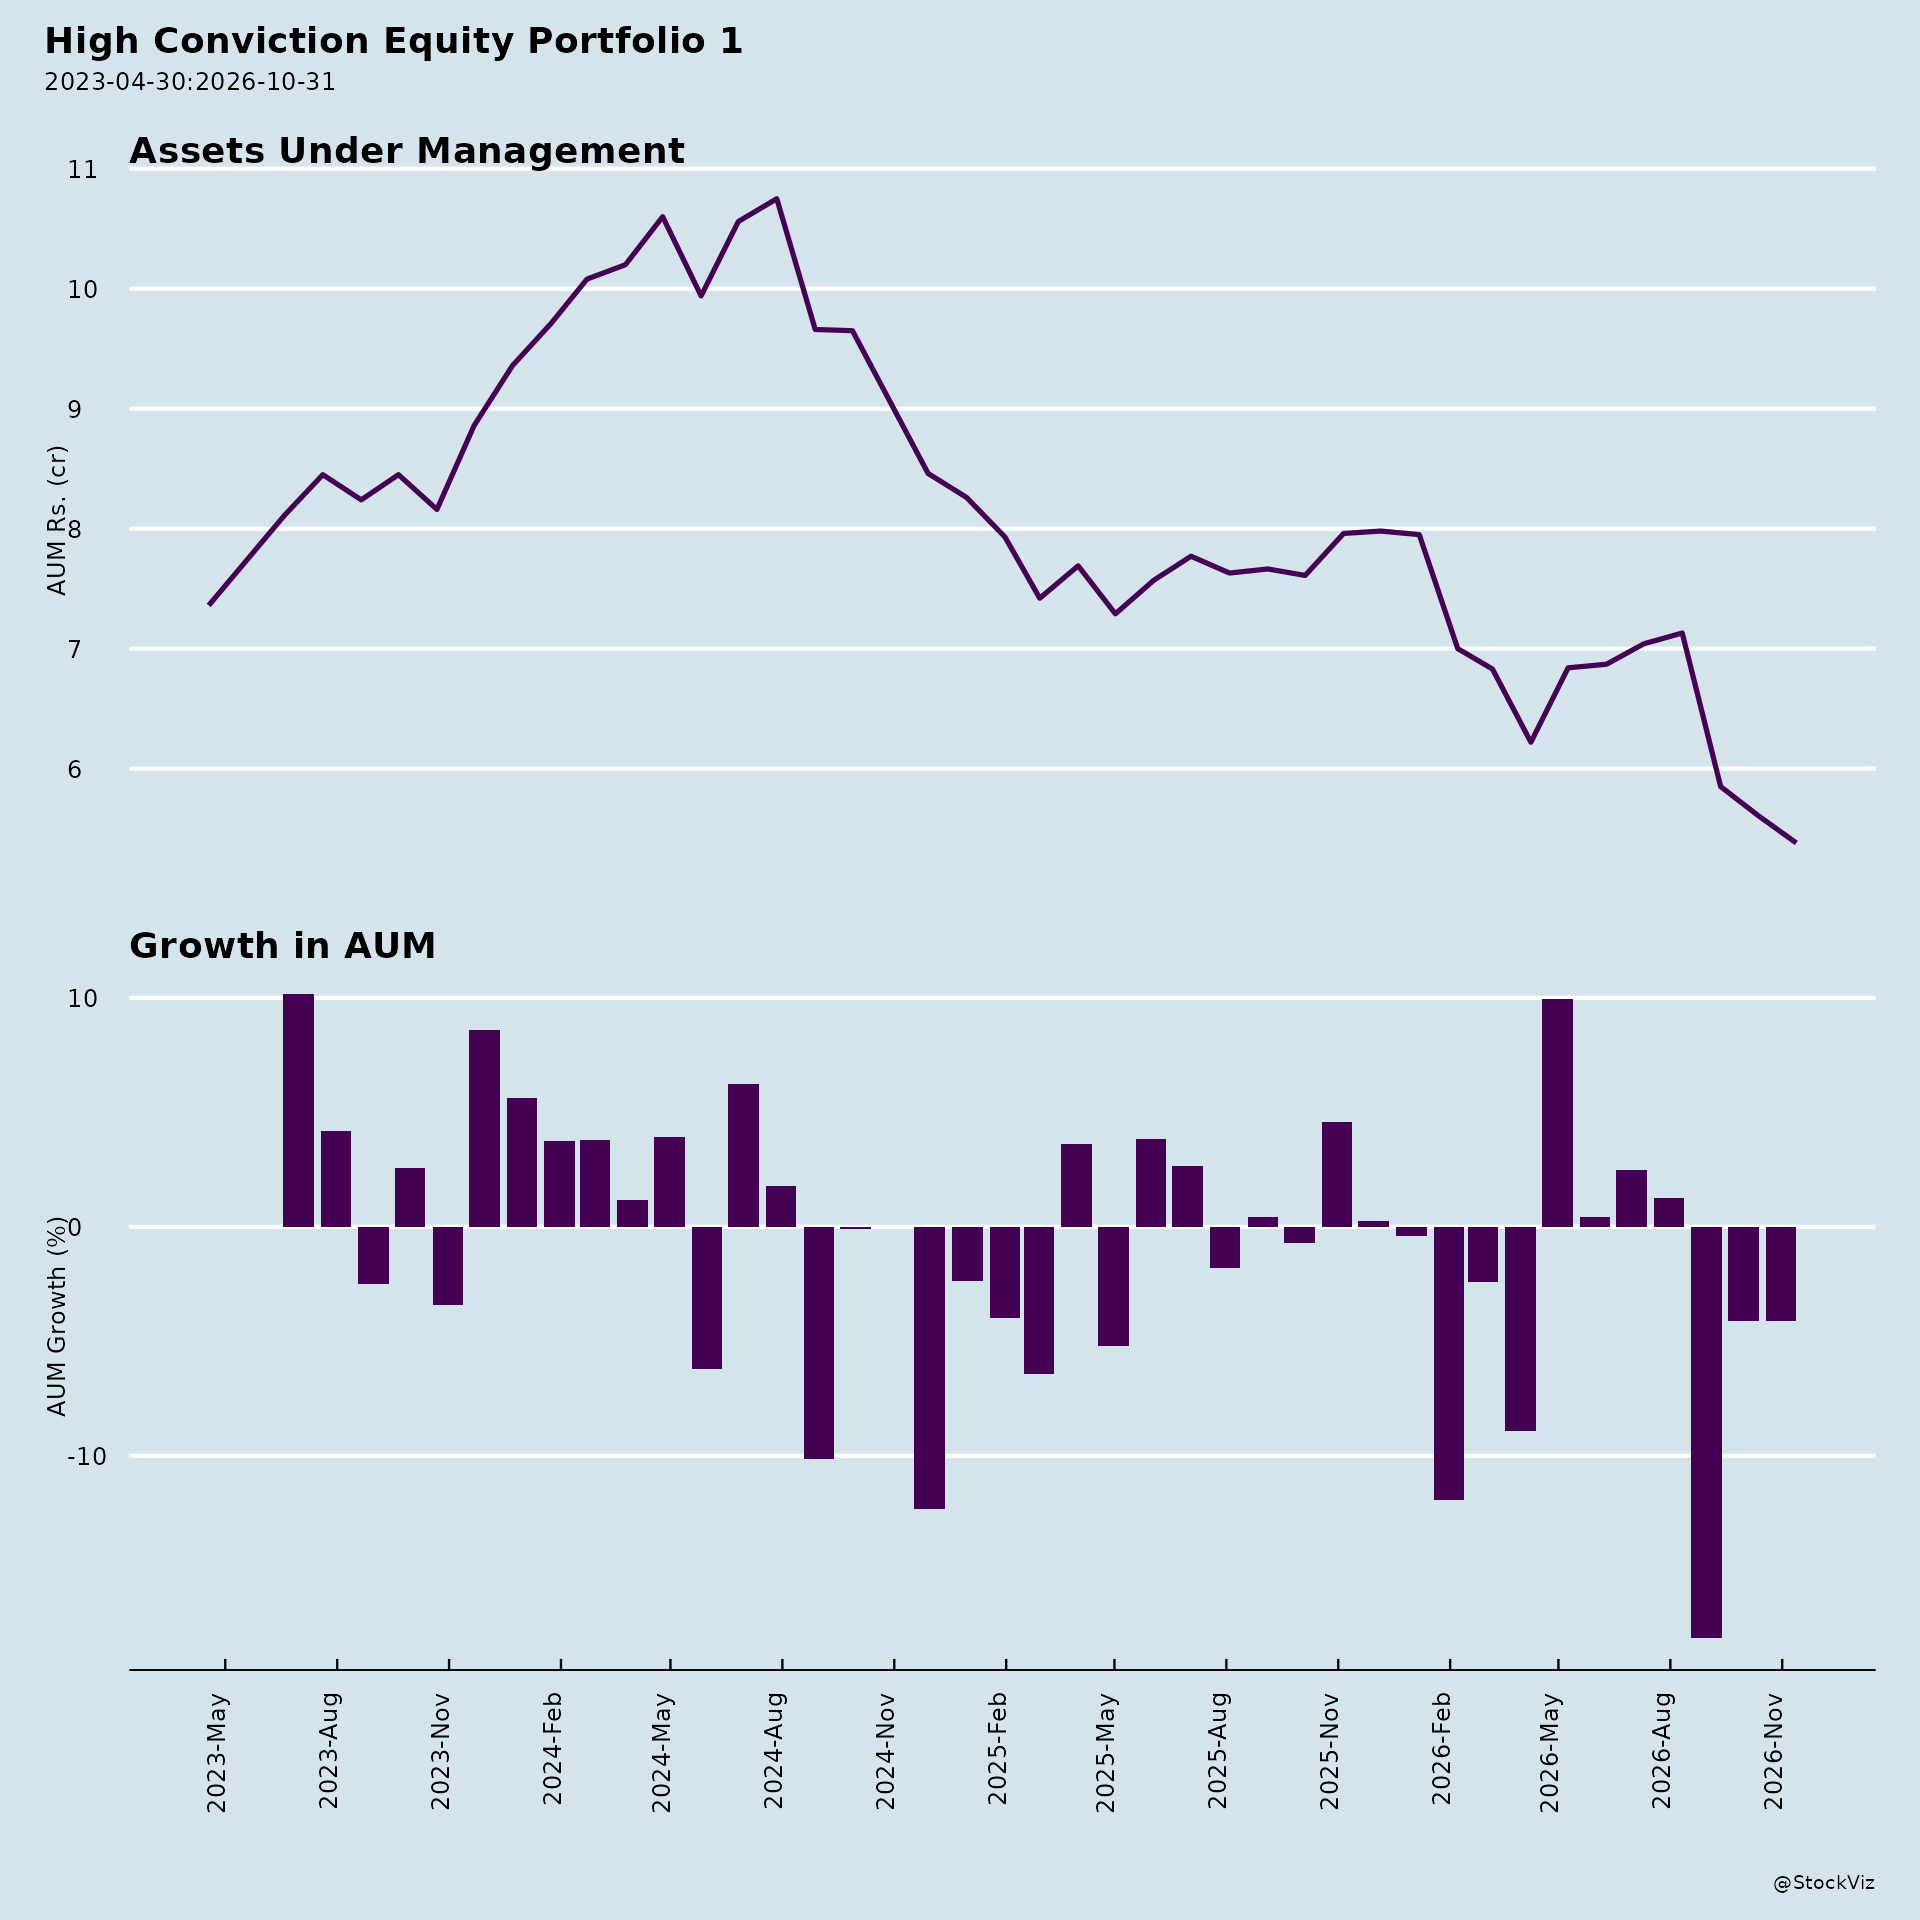 High Conviction Equity Portfolio 1
2023-04-30:2026-10-31
Assets Under Management
11
10
9
8
7
6
AUM Rs. (cr)
Growth in AUM
10
0
-10
AUM Growth (%)
2023-May
2023-Aug
2023-Nov
2024-Feb
2024-May
2024-Aug
2024-Nov
2025-Feb
2025-May
2025-Aug
2025-Nov
2026-Feb
2026-May
2026-Aug
2026-Nov
@StockViz